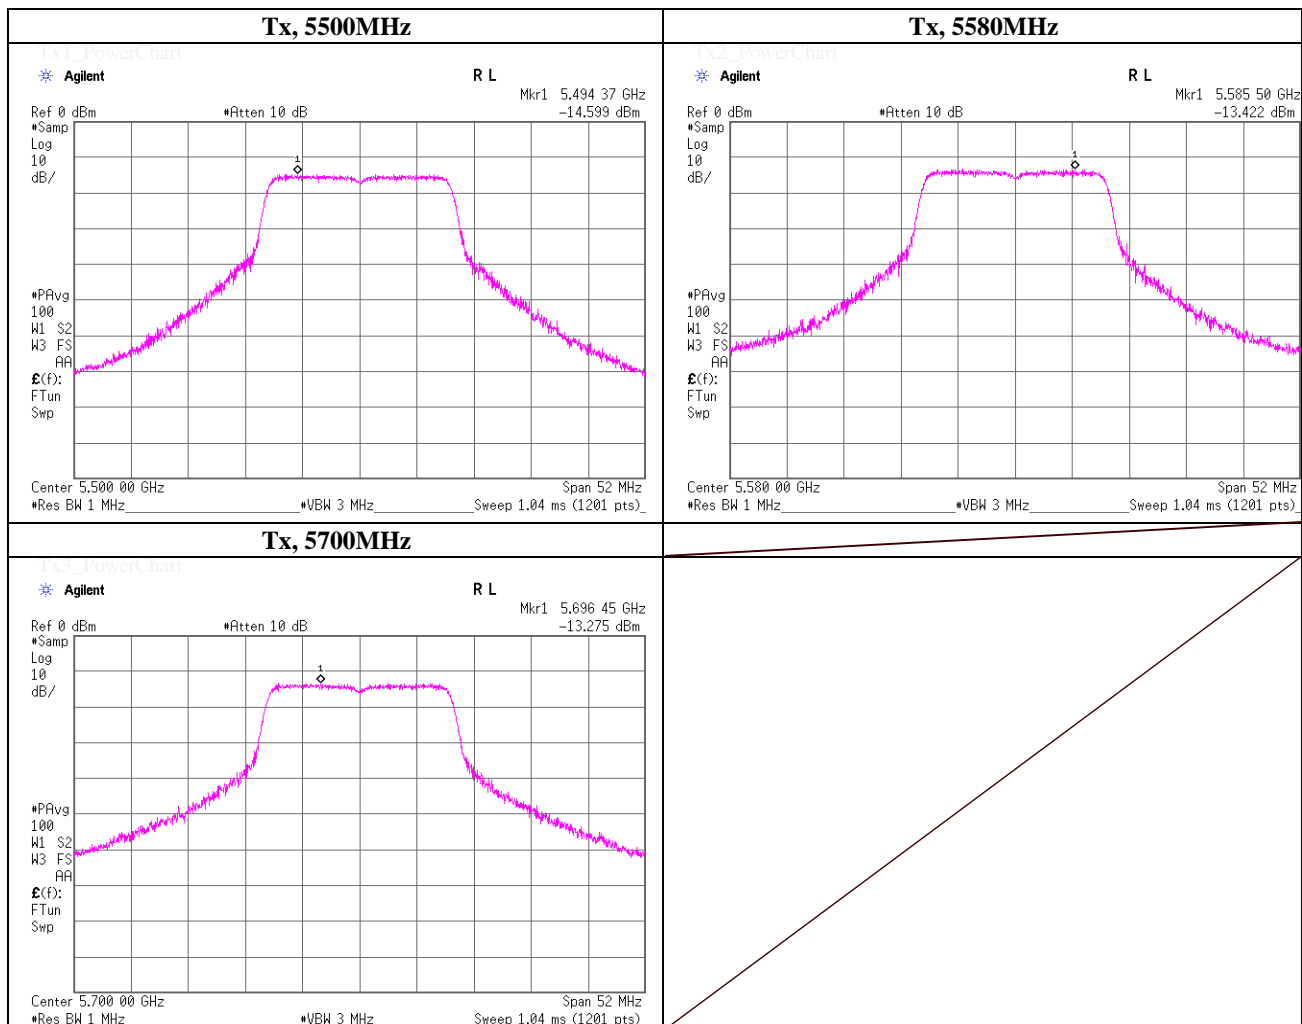 Tx, 5500MHz
Tx1_PowerChart
Agilent
R L
Mkr1 5.494 37 GHz
Ref 0 dBm #Atten 10 dB -14.599 dBm
#Samp
Log
10
dB/
1
#PAvg
100
W1 S2
W3 FS
AA
£(f):
FTun
Swp
Center 5.500 00 GHz Span 52 MHz
#Res BW 1 MHz #VBW 3 MHz Sweep 1.04 ms (1201 pts)
Tx, 5580MHz
Tx2_PowerChart
Agilent
R L
Mkr1 5.585 50 GHz
Ref 0 dBm #Atten 10 dB -13.422 dBm
#Samp
Log
10
dB/
1
#PAvg
100
W1 S2
W3 FS
AA
£(f):
FTun
Swp
Center 5.580 00 GHz Span 52 MHz
#Res BW 1 MHz #VBW 3 MHz Sweep 1.04 ms (1201 pts)
Tx, 5700MHz
Tx3_PowerChart
Agilent
R L
Mkr1 5.696 45 GHz
Ref 0 dBm #Atten 10 dB -13.275 dBm
#Samp
Log
10
dB/
1
#PAvg
100
W1 S2
W3 FS
AA
£(f):
FTun
Swp
Center 5.700 00 GHz Span 52 MHz
#Res BW 1 MHz #VBW 3 MHz Sweep 1.04 ms (1201 pts)